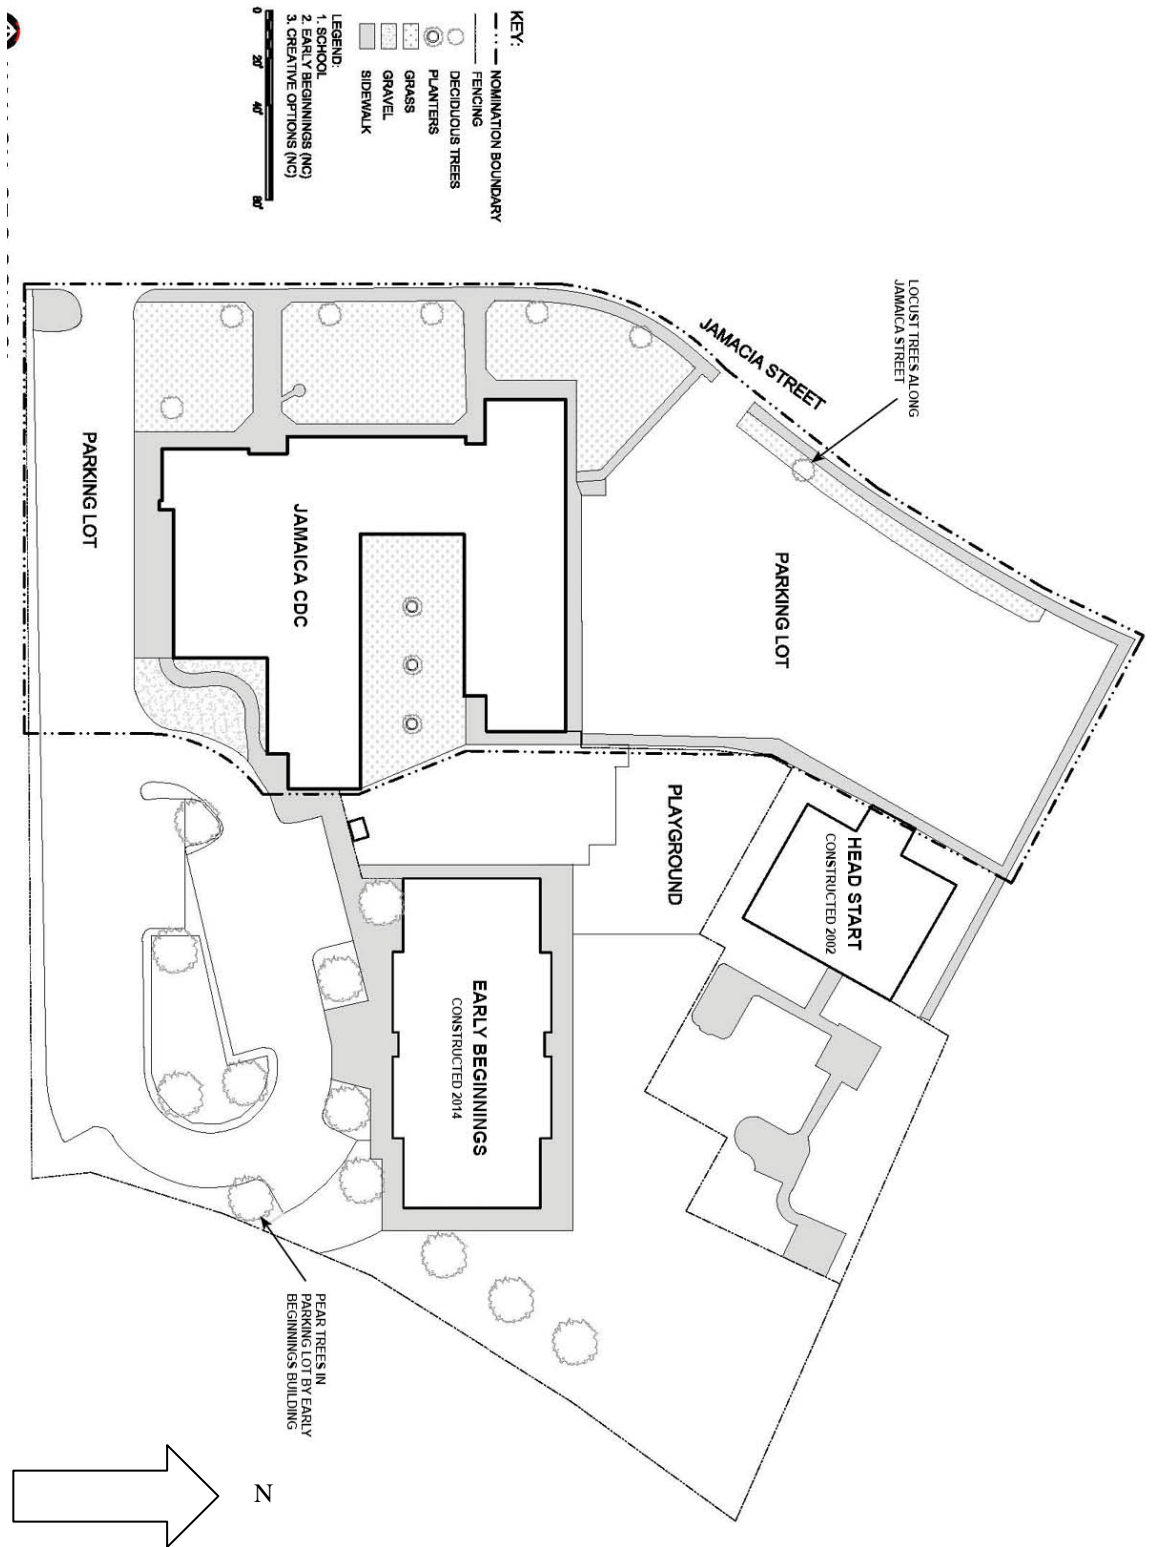 KEY:
NOMINATION BOUNDARY
FENCING
DECIDUOUS TREES
PLANTERS
GRASS
GRAVEL
SIDEWALK
LEGEND:
1. SCHOOL
2. EARLY BEGINNINGS (NC)
3. CREATIVE OPTIONS (NC)
0 20' 40' 80'
LOCUST TREES ALONG
JAMAICA STREET
JAMACIA STREET
PARKING LOT
JAMAICA CDC
PARKING LOT
PLAYGROUND
HEAD START
CONSTRUCTED 2002
EARLY BEGINNINGS
CONSTRUCTED 2014
PEAR TREES IN
PARKING LOT BY EARLY
BEGINNINGS BUILDING
N